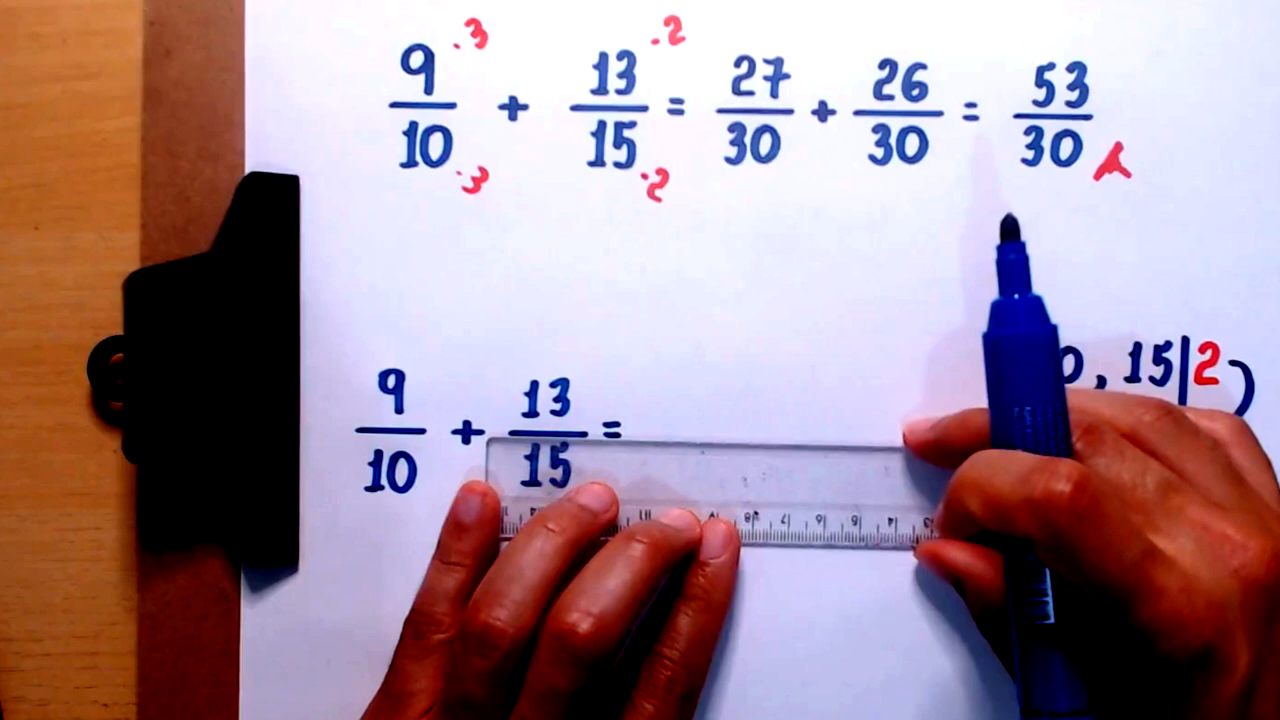 9/10 .3/.3 + 13/15 .2/.2 = 27/30 + 26/30 = 53/30
0, 15|2
9/10 + 13/15 =